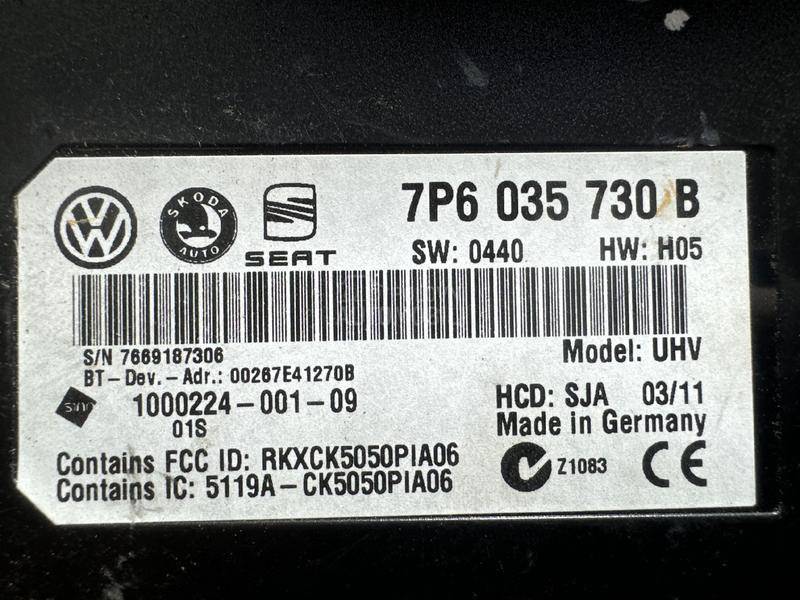 SKODA
AUTO
SEAT
7P6 035 730 B
SW: 0440 HW: H05
S/N 7669187306 Model: UHV
BT-Dev.-Adr.: 00267E41270B
1000224-001-09 HCD: SJA 03/11
01S Made in Germany
Contains FCC ID: RKXCK5050PIA06
Contains IC: 5119A-CK5050PIA06
Z1083 CE